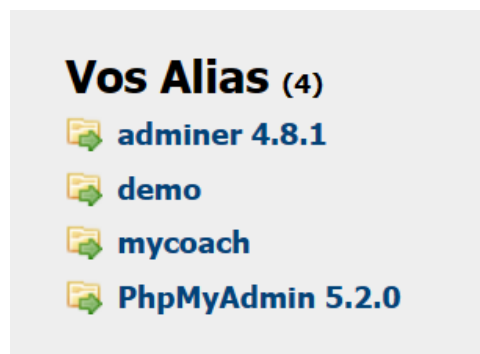 Vos Alias (4)
adminer 4.8.1
demo
mycoach
PhpMyAdmin 5.2.0